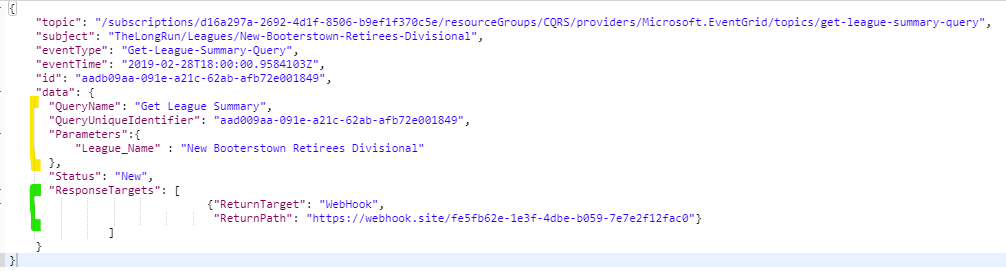 {
"topic": "/subscriptions/d16a297a-2692-4d1f-8506-b9ef1f370c5e/resourceGroups/CQRS/providers/Microsoft.EventGrid/topics/get-league-summary-query",
"subject": "TheLongRun/Leagues/New-Booterstown-Retirees-Divisional",
"eventType": "Get-League-Summary-Query",
"eventTime": "2019-02-28T18:00:00.9584103Z",
"id": "aadb09aa-091e-a21c-62ab-afb72e001849",
"data": {
"QueryName": "Get League Summary",
"QueryUniqueIdentifier": "aad009aa-091e-a21c-62ab-afb72e001849",
"Parameters":{
"League_Name" : "New Booterstown Retirees Divisional"
},
"Status": "New",
"ResponseTargets": [
{"ReturnTarget": "WebHook",
"ReturnPath": "https://webhook.site/fe5fb62e-1e3f-4dbe-b059-7e7e2f12fac0"}
]
}
}